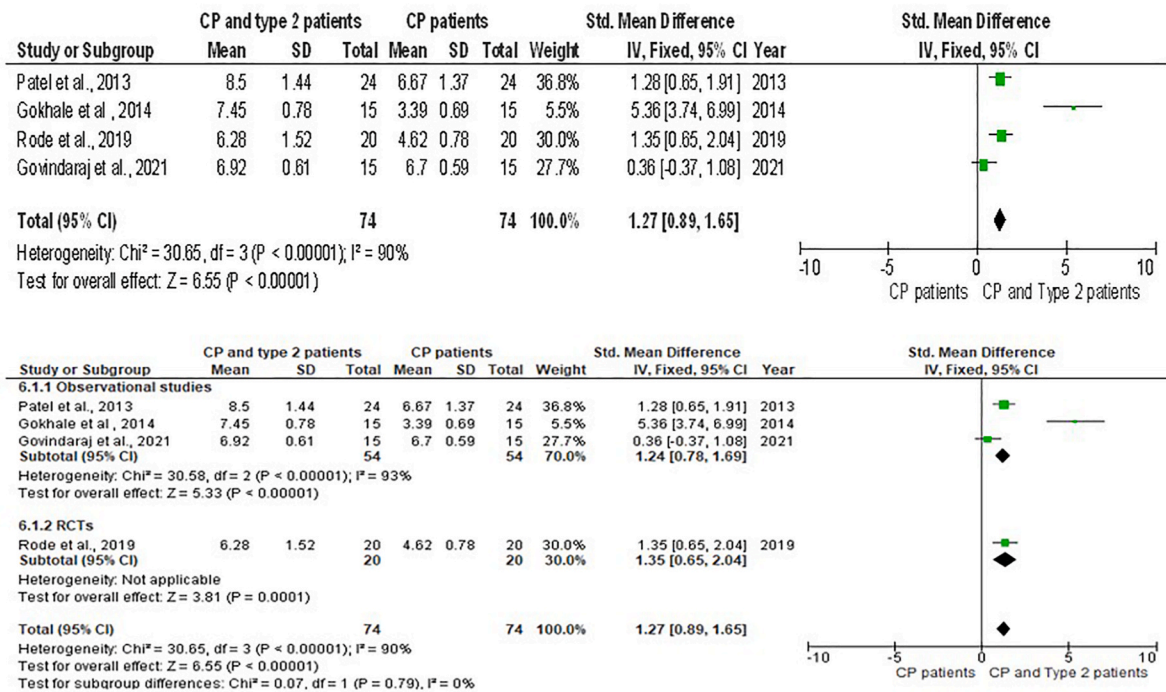 CP and type 2 patients CP patients Std. Mean Difference Std. Mean Difference
Study or Subgroup Mean SD Total Mean SD Total Weight IV, Fixed, 95% CI Year IV, Fixed, 95% CI
Patel et al., 2013 8.5 1.44 24 6.67 1.37 24 36.8% 1.28 [0.65, 1.91] 2013
Gokhale et al , 2014 7.45 0.78 15 3.39 0.69 15 5.5% 5.36 [3.74, 6.99] 2014
Rode et al., 2019 6.28 1.52 20 4.62 0.78 20 30.0% 1.35 [0.65, 2.04] 2019
Govindaraj et al., 2021 6.92 0.61 15 6.7 0.59 15 27.7% 0.36 [-0.37, 1.08] 2021
Total (95% CI) 74 74 100.0% 1.27 [0.89, 1.65]
Heterogeneity: Chi² = 30.65, df = 3 (P < 0.00001); I² = 90%
Test for overall effect: Z = 6.55 (P < 0.00001)
-10 -5 0 5 10
CP patients CP and Type 2 patients
CP and type 2 patients CP patients Std. Mean Difference Std. Mean Difference
Study or Subgroup Mean SD Total Mean SD Total Weight IV, Fixed, 95% CI Year IV, Fixed, 95% CI
6.1.1 Observational studies
Patel et al., 2013 8.5 1.44 24 6.67 1.37 24 36.8% 1.28 [0.65, 1.91] 2013
Gokhale et al., 2014 7.45 0.78 15 3.39 0.69 15 5.5% 5.36 [3.74, 6.99] 2014
Govindaraj et al., 2021 6.92 0.61 15 6.7 0.59 15 27.7% 0.36 [-0.37, 1.08] 2021
Subtotal (95% CI) 54 54 70.0% 1.24 [0.78, 1.69]
Heterogeneity: Chi² = 30.58, df = 2 (P < 0.00001); I² = 93%
Test for overall effect: Z = 5.33 (P < 0.00001)
6.1.2 RCTs
Rode et al., 2019 6.28 1.52 20 4.62 0.78 20 30.0% 1.35 [0.65, 2.04] 2019
Subtotal (95% CI) 20 20 30.0% 1.35 [0.65, 2.04]
Heterogeneity: Not applicable
Test for overall effect: Z = 3.81 (P = 0.0001)
Total (95% CI) 74 74 100.0% 1.27 [0.89, 1.65]
Heterogeneity: Chi² = 30.65, df = 3 (P < 0.00001); I² = 90%
Test for overall effect: Z = 6.55 (P < 0.00001)
Test for subgroup differences: Chi² = 0.07, df = 1 (P = 0.79), I² = 0%
-10 -5 0 5 10
CP patients CP and Type 2 patients